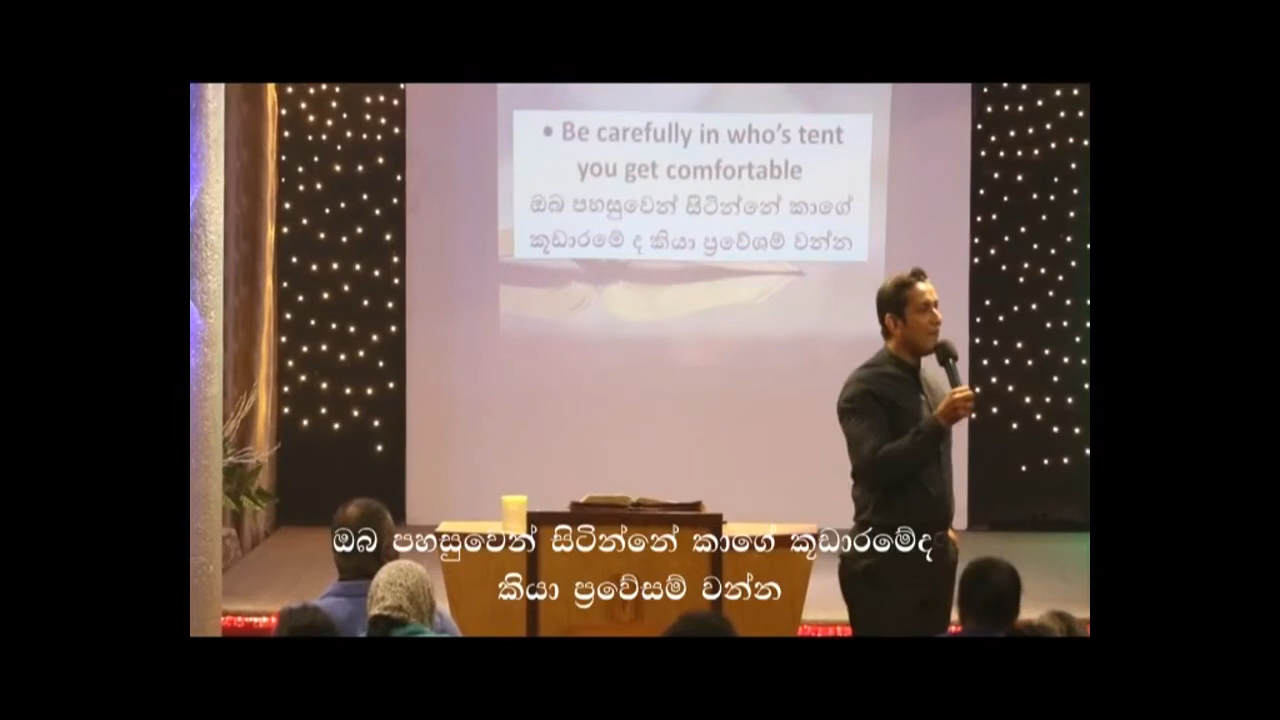 • Be carefully in who's tent
you get comfortable
ඔබ පහසුවෙන් සිටින්නේ කාගේ
කූඩාරමේ ද කියා ප්‍රවේශම් වන්න
ඔබ පහසුවෙන් සිටින්නේ කාගේ කූඩාරමේද
කියා ප්‍රවේසම් වන්න